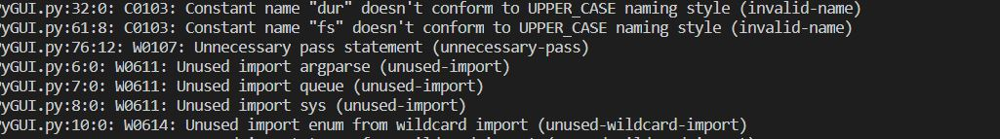 yGUI.py:32:0: C0103: Constant name "dur" doesn't conform to UPPER_CASE naming style (invalid-name)
yGUI.py:61:8: C0103: Constant name "fs" doesn't conform to UPPER_CASE naming style (invalid-name)
yGUI.py:76:12: W0107: Unnecessary pass statement (unnecessary-pass)
yGUI.py:6:0: W0611: Unused import argparse (unused-import)
yGUI.py:7:0: W0611: Unused import queue (unused-import)
yGUI.py:8:0: W0611: Unused import sys (unused-import)
yGUI.py:10:0: W0614: Unused import enum from wildcard import (unused-wildcard-import)